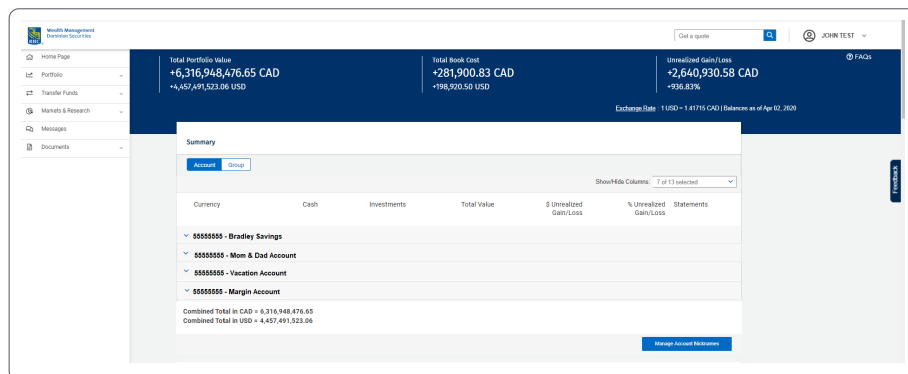 Wealth Management
Dominion Securities
RBC
Get a quote
JOHN TEST
Home Page
Portfolio
Transfer Funds
Markets & Research
Messages
Documents
FAQs
Total Portfolio Value
+6,316,948,476.65 CAD
+4,457,491,523.06 USD
Total Book Cost
+281,900.83 CAD
+198,920.50 USD
Unrealized Gain/Loss
+2,640,930.58 CAD
+936.83%
Exchange Rate : 1 USD = 1.41715 CAD | Balances as of Apr 02, 2020
Summary
Account Group
Show/Hide Columns: 7 of 13 selected
Currency Cash Investments Total Value $ Unrealized Gain/Loss % Unrealized Gain/Loss Statements
55555555 - Bradley Savings
55555555 - Mom & Dad Account
55555555 - Vacation Account
55555555 - Margin Account
Combined Total in CAD = 6,316,948,476.65
Combined Total in USD = 4,457,491,523.06
Manage Account Nicknames
Feedback